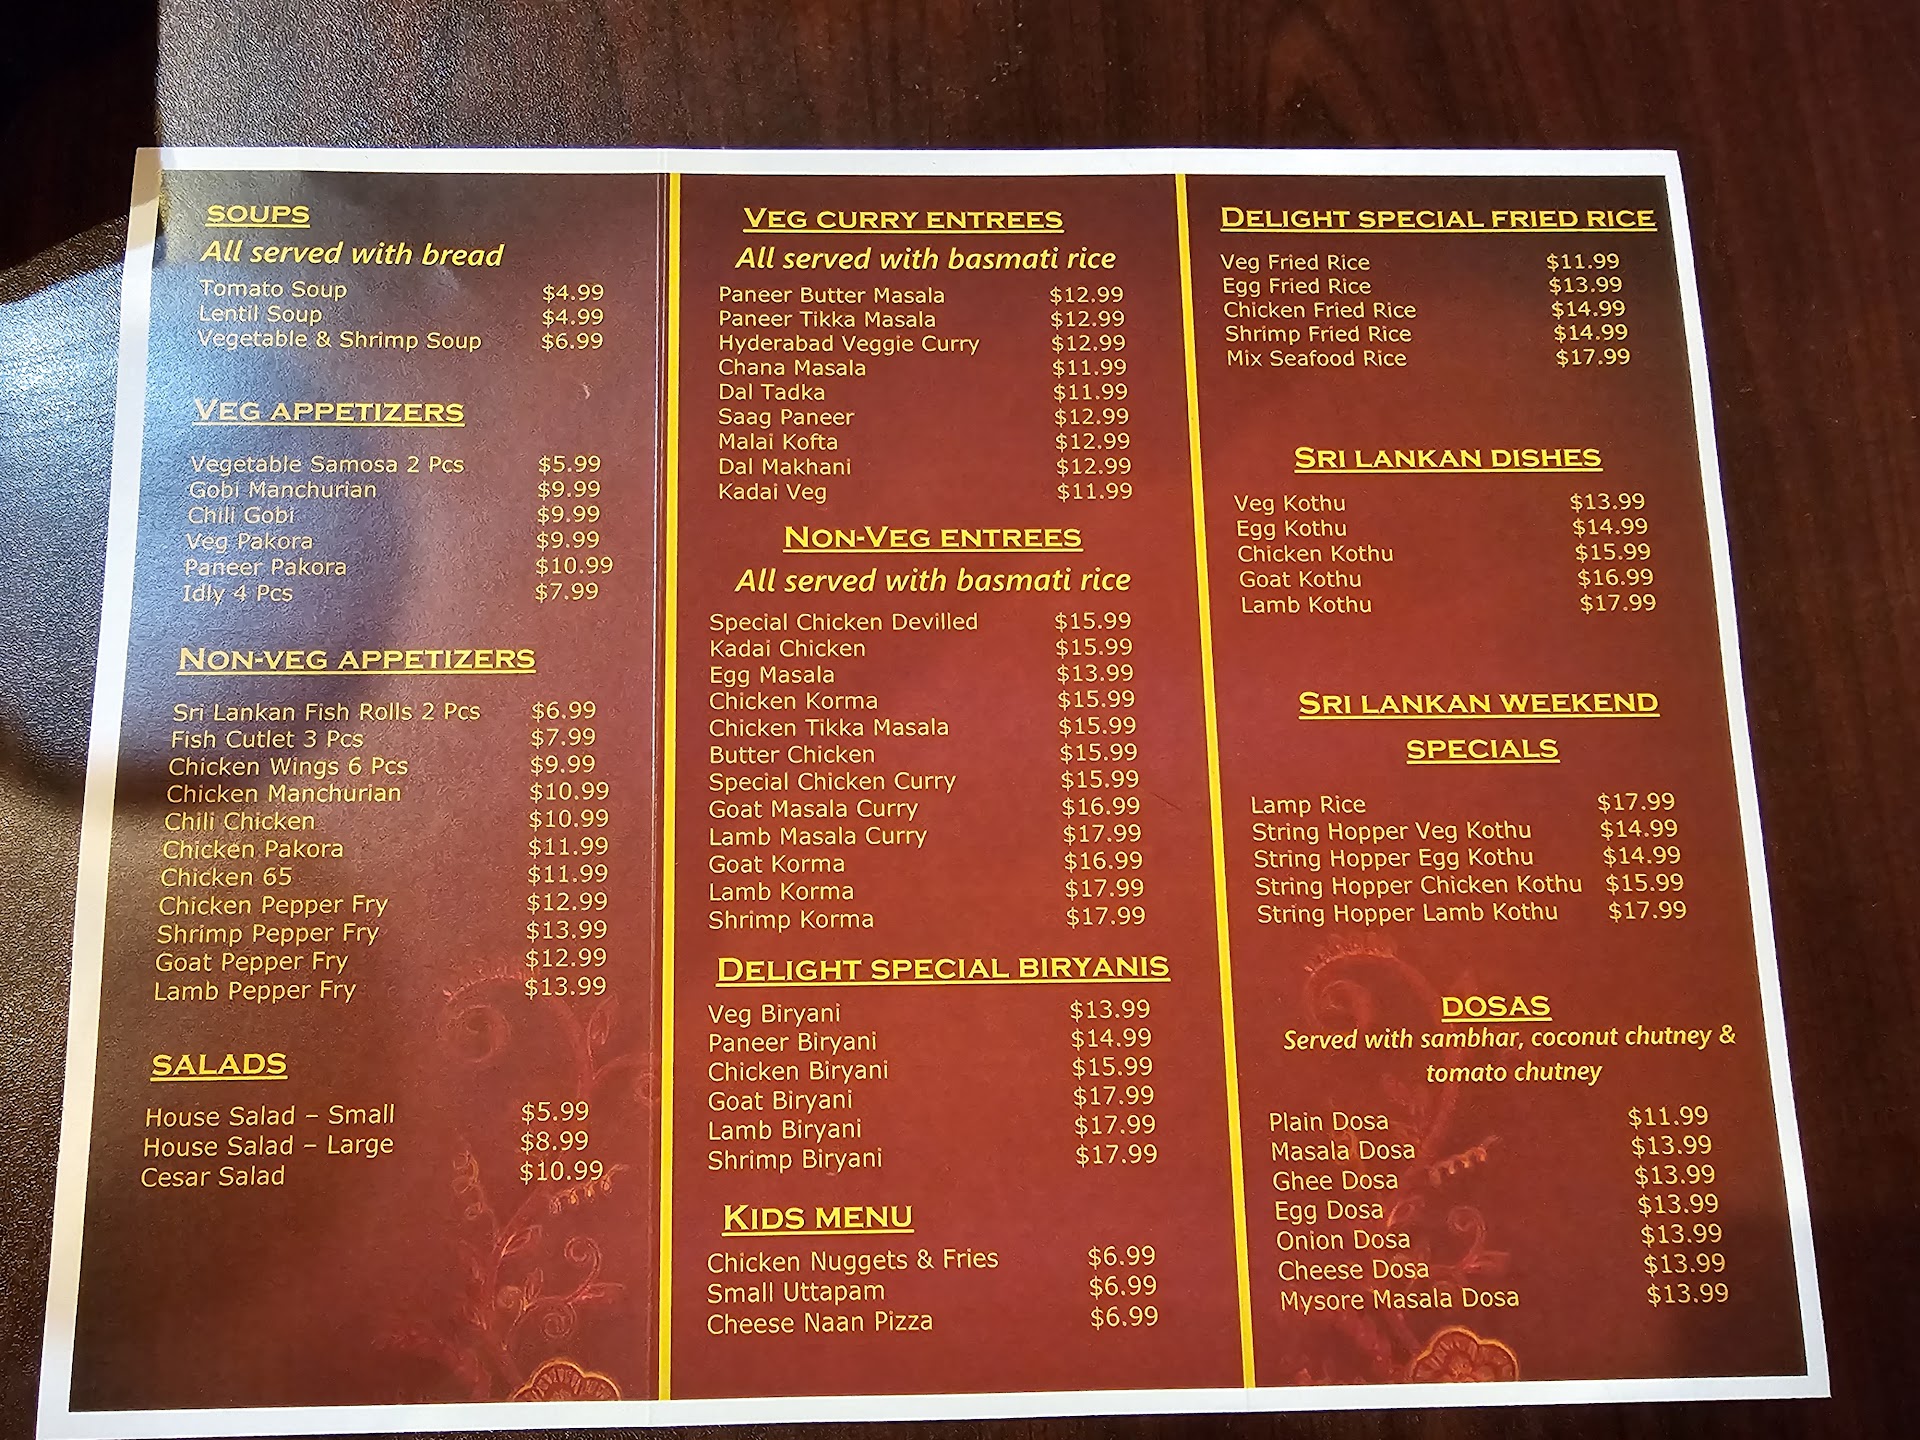 SOUPS
All served with bread
Tomato Soup $4.99
Lentil Soup $4.99
Vegetable & Shrimp Soup $6.99
VEG APPETIZERS
Vegetable Samosa 2 Pcs $5.99
Gobi Manchurian $9.99
Chili Gobi $9.99
Veg Pakora $9.99
Paneer Pakora $10.99
Idly 4 Pcs $7.99
NON-VEG APPETIZERS
Sri Lankan Fish Rolls 2 Pcs $6.99
Fish Cutlet 3 Pcs $7.99
Chicken Wings 6 Pcs $9.99
Chicken Manchurian $10.99
Chili Chicken $10.99
Chicken Pakora $11.99
Chicken 65 $11.99
Chicken Pepper Fry $12.99
Shrimp Pepper Fry $13.99
Goat Pepper Fry $12.99
Lamb Pepper Fry $13.99
SALADS
House Salad – Small $5.99
House Salad – Large $8.99
Cesar Salad $10.99
VEG CURRY ENTREES
All served with basmati rice
Paneer Butter Masala $12.99
Paneer Tikka Masala $12.99
Hyderabad Veggie Curry $12.99
Chana Masala $11.99
Dal Tadka $11.99
Saag Paneer $12.99
Malai Kofta $12.99
Dal Makhani $12.99
Kadai Veg $11.99
NON-VEG ENTREES
All served with basmati rice
Special Chicken Devilled $15.99
Kadai Chicken $15.99
Egg Masala $13.99
Chicken Korma $15.99
Chicken Tikka Masala $15.99
Butter Chicken $15.99
Special Chicken Curry $15.99
Goat Masala Curry $16.99
Lamb Masala Curry $17.99
Goat Korma $16.99
Lamb Korma $17.99
Shrimp Korma $17.99
DELIGHT SPECIAL BIRYANIS
Veg Biryani $13.99
Paneer Biryani $14.99
Chicken Biryani $15.99
Goat Biryani $17.99
Lamb Biryani $17.99
Shrimp Biryani $17.99
KIDS MENU
Chicken Nuggets & Fries $6.99
Small Uttapam $6.99
Cheese Naan Pizza $6.99
DELIGHT SPECIAL FRIED RICE
Veg Fried Rice $11.99
Egg Fried Rice $13.99
Chicken Fried Rice $14.99
Shrimp Fried Rice $14.99
Mix Seafood Rice $17.99
SRI LANKAN DISHES
Veg Kothu $13.99
Egg Kothu $14.99
Chicken Kothu $15.99
Goat Kothu $16.99
Lamb Kothu $17.99
SRI LANKAN WEEKEND
SPECIALS
Lamp Rice $17.99
String Hopper Veg Kothu $14.99
String Hopper Egg Kothu $14.99
String Hopper Chicken Kothu $15.99
String Hopper Lamb Kothu $17.99
DOSAS
Served with sambhar, coconut chutney &
tomato chutney
Plain Dosa $11.99
Masala Dosa $13.99
Ghee Dosa $13.99
Egg Dosa $13.99
Onion Dosa $13.99
Cheese Dosa $13.99
Mysore Masala Dosa $13.99